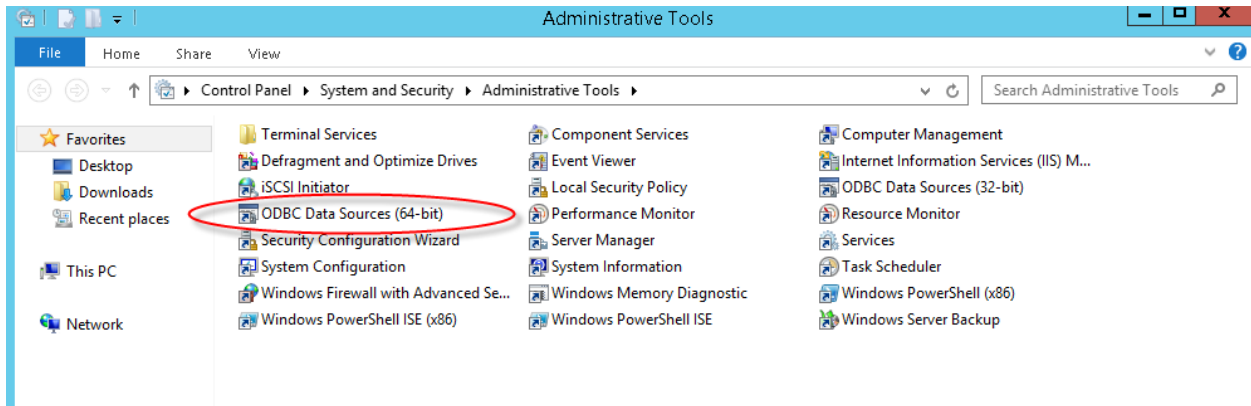 Administrative Tools
File Home Share View
Control Panel System and Security Administrative Tools Search Administrative Tools
Favorites
Desktop
Downloads
Recent places
This PC
Network
Terminal Services Component Services Computer Management
Defragment and Optimize Drives Event Viewer Internet Information Services (IIS) M...
iSCSI Initiator Local Security Policy ODBC Data Sources (32-bit)
ODBC Data Sources (64-bit) Performance Monitor Resource Monitor
Security Configuration Wizard Server Manager Services
System Configuration System Information Task Scheduler
Windows Firewall with Advanced Se... Windows Memory Diagnostic Windows PowerShell (x86)
Windows PowerShell ISE (x86) Windows PowerShell ISE Windows Server Backup